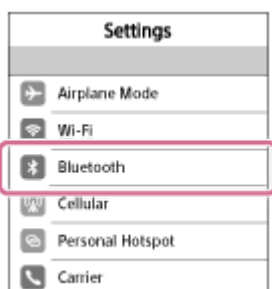 Settings
Airplane Mode
Wi-Fi
Bluetooth
Cellular
Personal Hotspot
Carrier